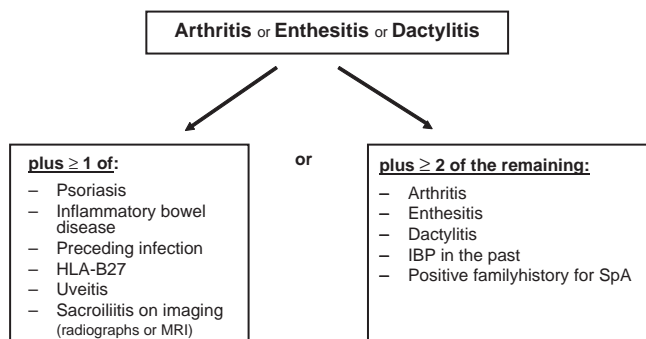 Arthritis or Enthesitis or Dactylitis
plus ≥ 1 of:
– Psoriasis
– Inflammatory bowel
disease
– Preceding infection
– HLA-B27
– Uveitis
– Sacroiliitis on imaging
(radiographs or MRI)
or
plus ≥ 2 of the remaining:
– Arthritis
– Enthesitis
– Dactylitis
– IBP in the past
– Positive familyhistory for SpA